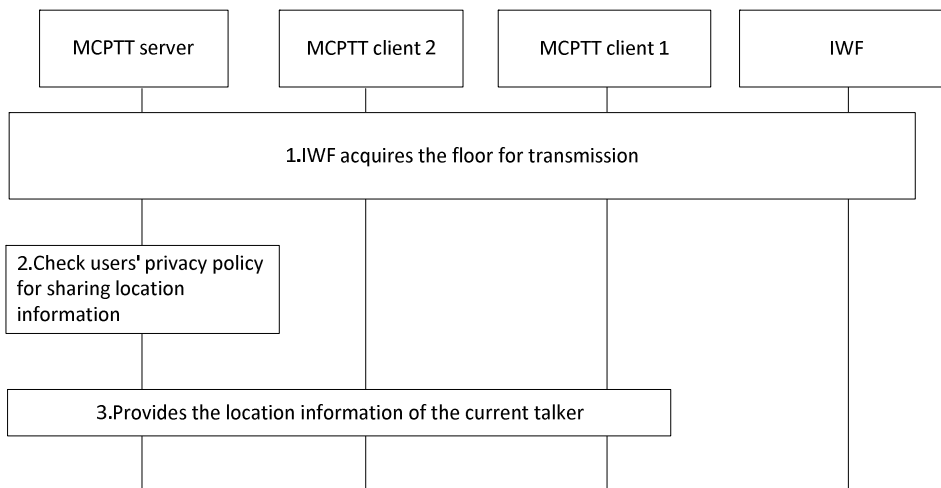 MCPTT server
MCPTT client 2
MCPTT client 1
IWF
1.IWF acquires the floor for transmission
2.Check users' privacy policy
for sharing location
information
3.Provides the location information of the current talker